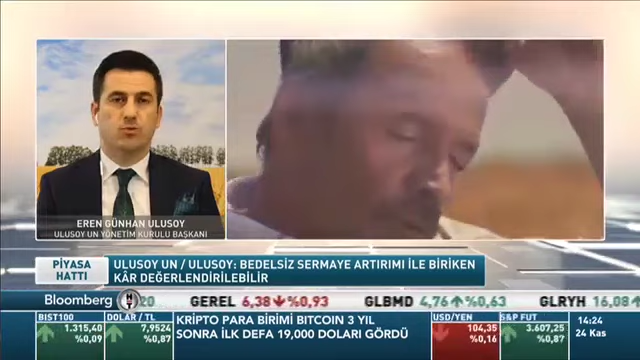 EREN GÜNHAN ULUSOY
ULUSOY UN YÖNETİM KURULU BAŞKANI
PİYASA
HATTI
ULUSOY UN / ULUSOY: BEDELSİZ SERMAYE ARTIRIMI İLE BİRİKEN
KÂR DEĞERLENDİRİLEBİLİR
Bloomberg HT 20 GEREL 6,38 %0,93 GLBMD 4,76 %0,63 GLRYH 16,08
BIST100
1.315,40
%0,09
DOLAR / TL
7,9524
%0,87
KRİPTO PARA BİRİMİ BITCOIN 3 YIL
SONRA İLK DEFA 19,000 DOLARI GÖRDÜ
USD/YEN
104,35
%0,16
S&P FUT
3.607,25
%0,87
14:24
24 Kas